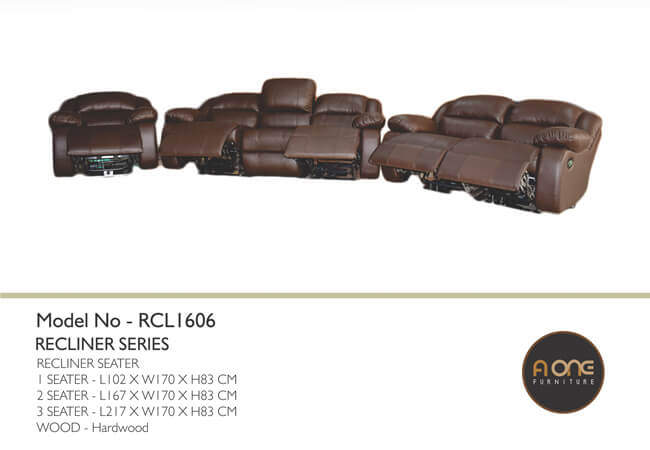 Model No - RCL1606
RECLINER SERIES
RECLINER SEATER
1 SEATER - L102 X W170 X H83 CM
2 SEATER - L167 X W170 X H83 CM
3 SEATER - L217 X W170 X H83 CM
WOOD - Hardwood
A ONE
FURNITURE